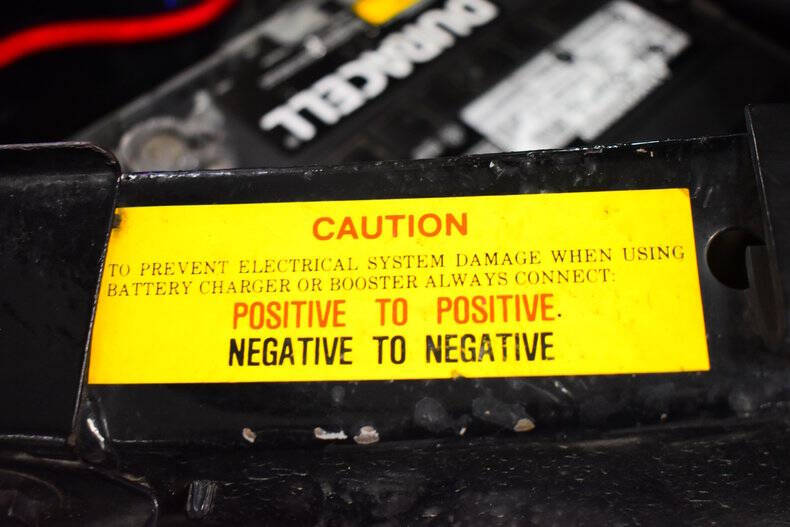 DURACELL
CAUTION
TO PREVENT ELECTRICAL SYSTEM DAMAGE WHEN USING
BATTERY CHARGER OR BOOSTER ALWAYS CONNECT:
POSITIVE TO POSITIVE.
NEGATIVE TO NEGATIVE